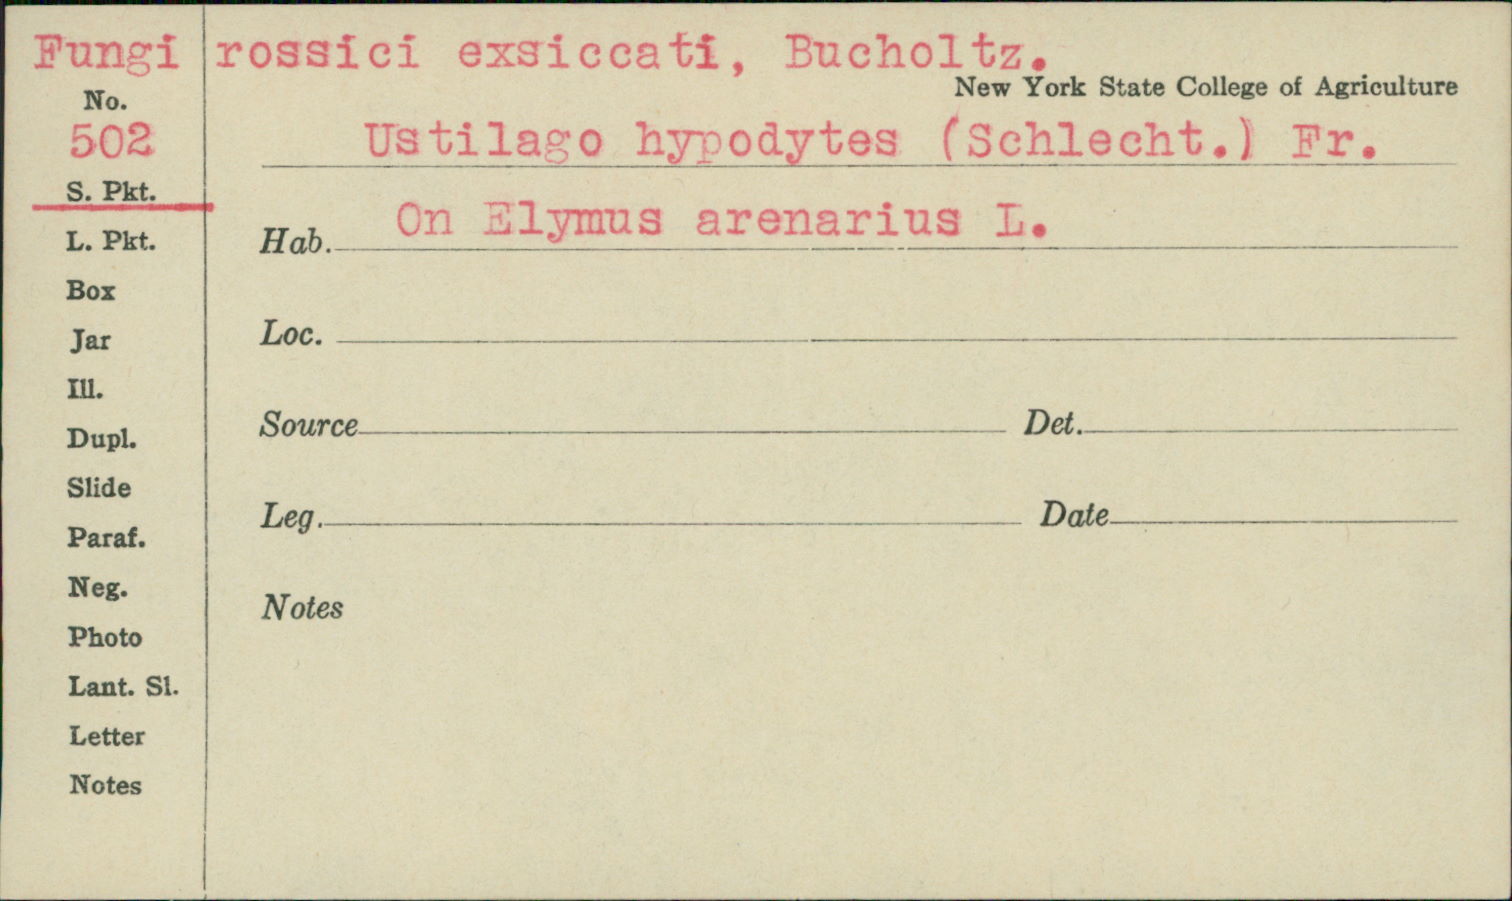 Fungi rossici exsiccati, Bucholtz.
New York State College of Agriculture
No.
502
Ustilago hypodytes (Schlecht.) Fr.
S. Pkt.
Hab. On Elymus arenarius L.
L. Pkt.
Box
Loc.
Jar
Ill.
Source Det.
Dupl.
Slide
Leg. Date
Paraf.
Neg.
Notes
Photo
Lant. Sl.
Letter
Notes